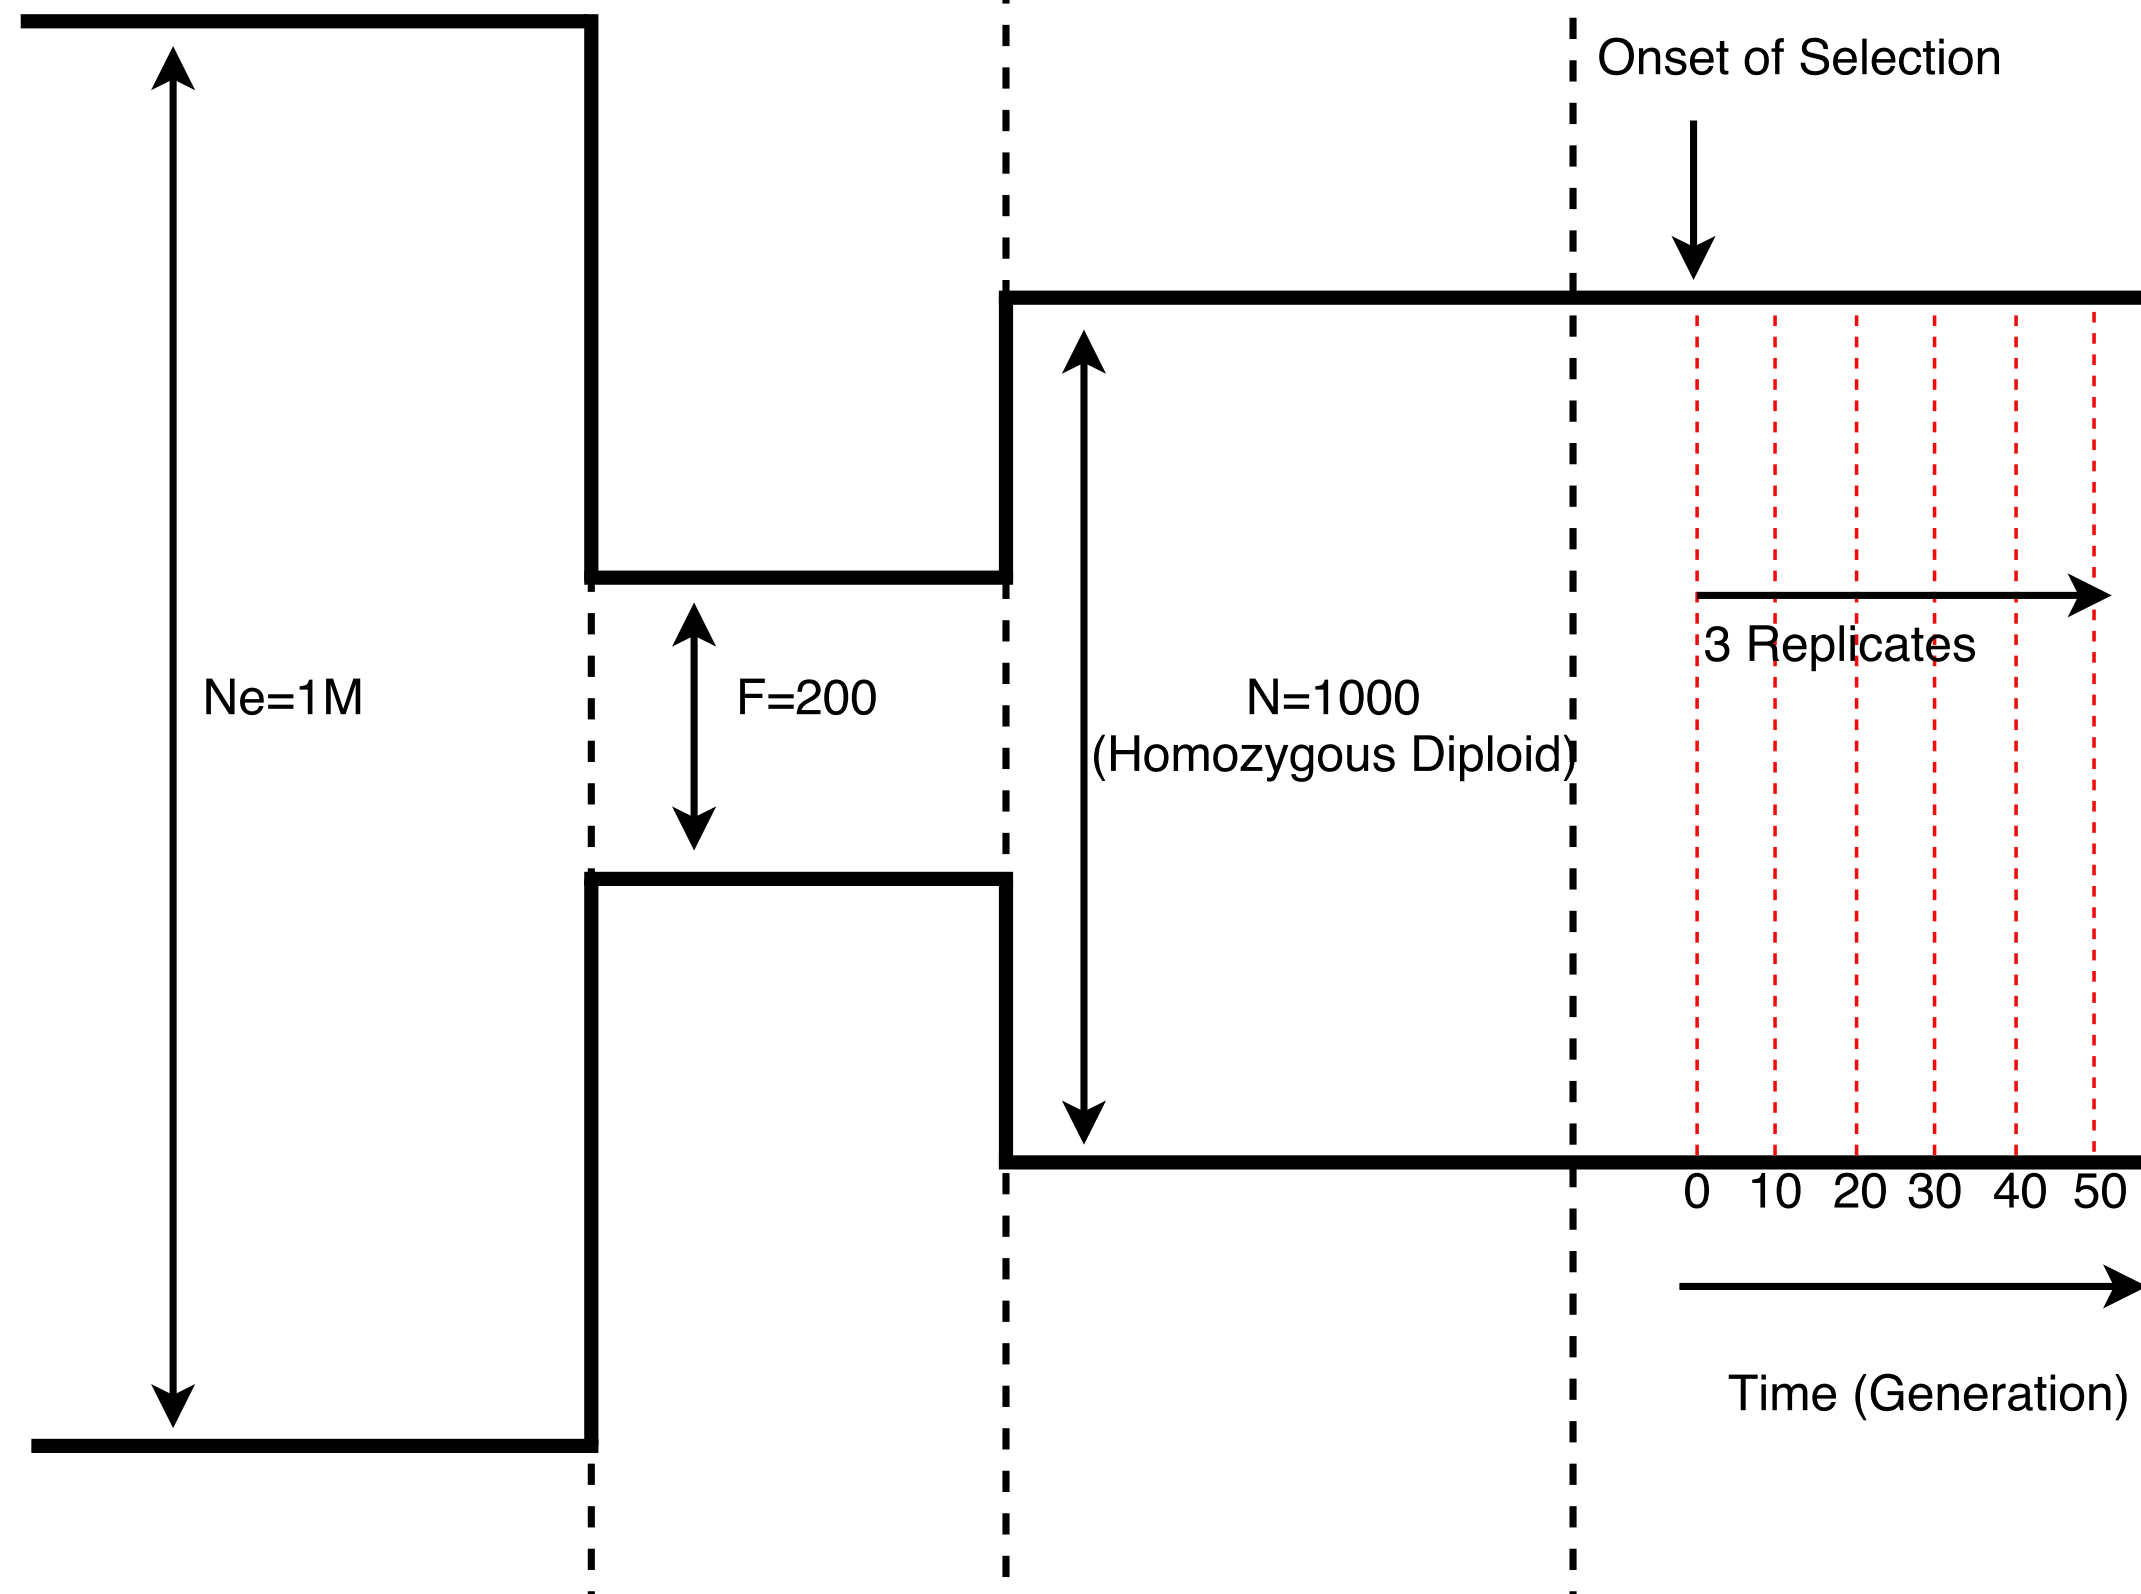 Onset of Selection
3 Replicates
Ne=1M
F=200
N=1000
(Homozygous Diploid)
0 10 20 30 40 50
Time (Generation)